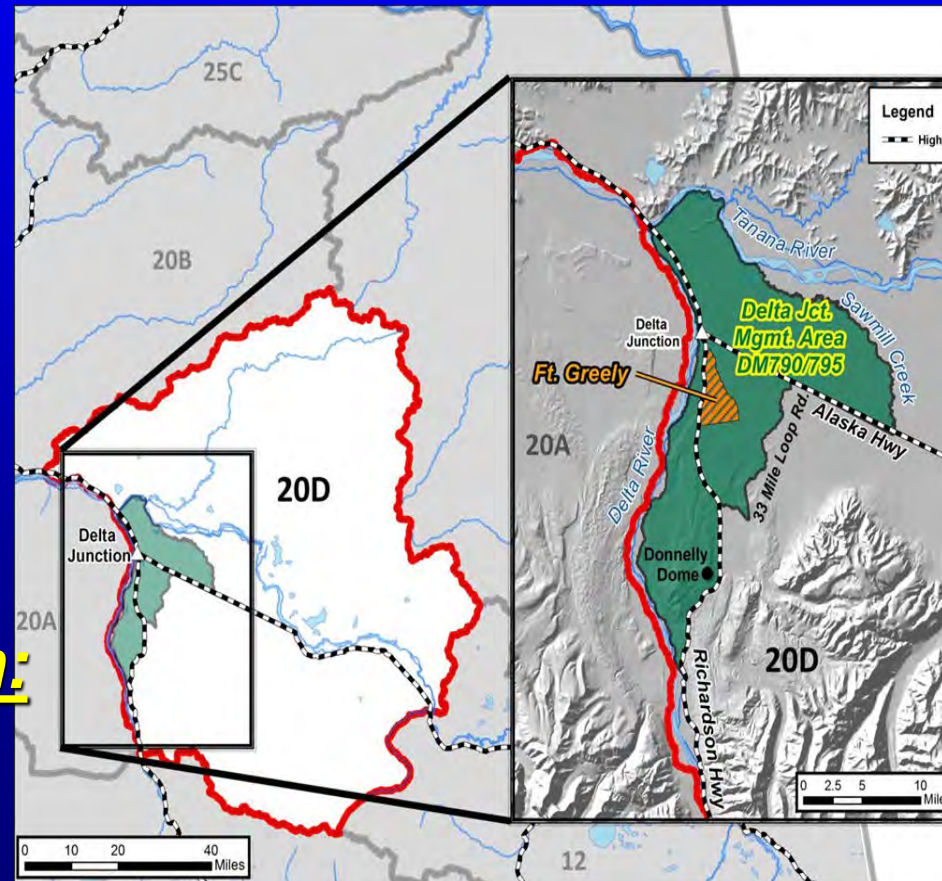 25C
20B
20D
Delta
Junction
20A
0 10 20 40
Miles
12
Legend
Tanana River
Sawmill Creek
Delta
Junction
Delta Jct.
Mgmt. Area
DM790/795
Ft. Greely
33 Mile Loop Rd.
Alaska Hwy
20A
Delta River
Donnelly
Dome
20D
Richardson Hwy
0 2.5 5 10